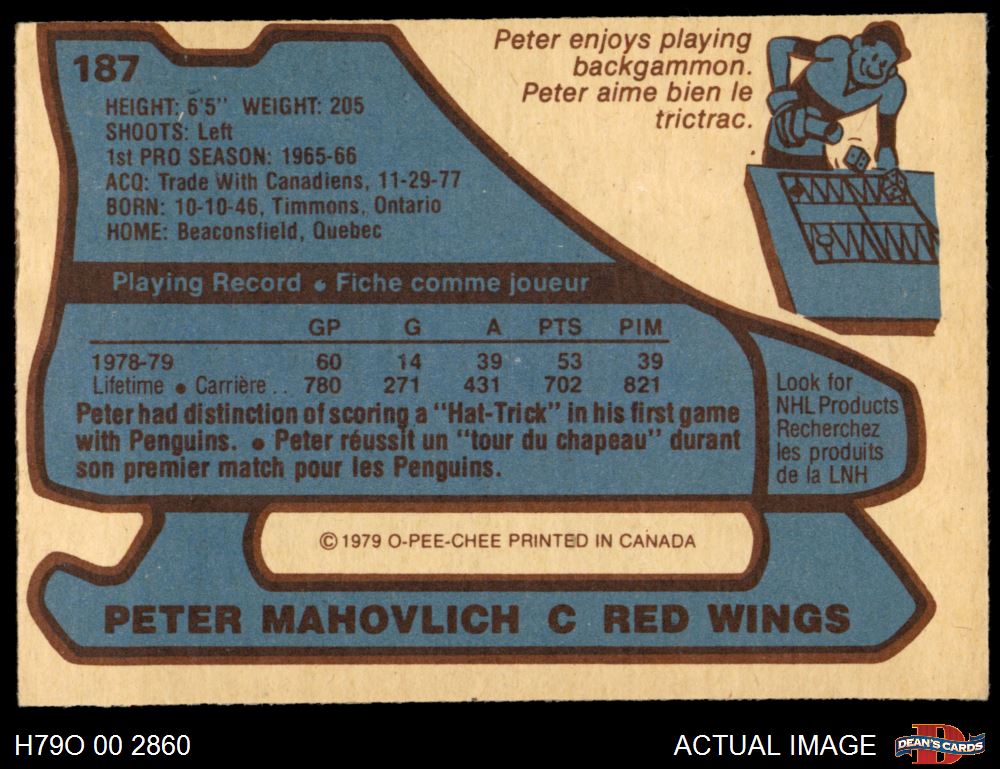 187
Peter enjoys playing
backgammon.
Peter aime bien le
trictrac.
HEIGHT: 6'5" WEIGHT: 205
SHOOTS: Left
1st PRO SEASON: 1965-66
ACQ: Trade With Canadiens, 11-29-77
BORN: 10-10-46, Timmons, Ontario
HOME: Beaconsfield, Quebec
Playing Record • Fiche comme joueur
GP G A PTS PIM
1978-79 60 14 39 53 39
Lifetime • Carrière .. 780 271 431 702 821
Peter had distinction of scoring a "Hat-Trick" in his first game
with Penguins. • Peter réussit un "tour du chapeau" durant
son premier match pour les Penguins.
Look for
NHL Products
Recherchez
les produits
de la LNH
© 1979 O-PEE-CHEE PRINTED IN CANADA
PETER MAHOVLICH C RED WINGS
H79O 00 2860
ACTUAL IMAGE
D
DEAN'S CARDS